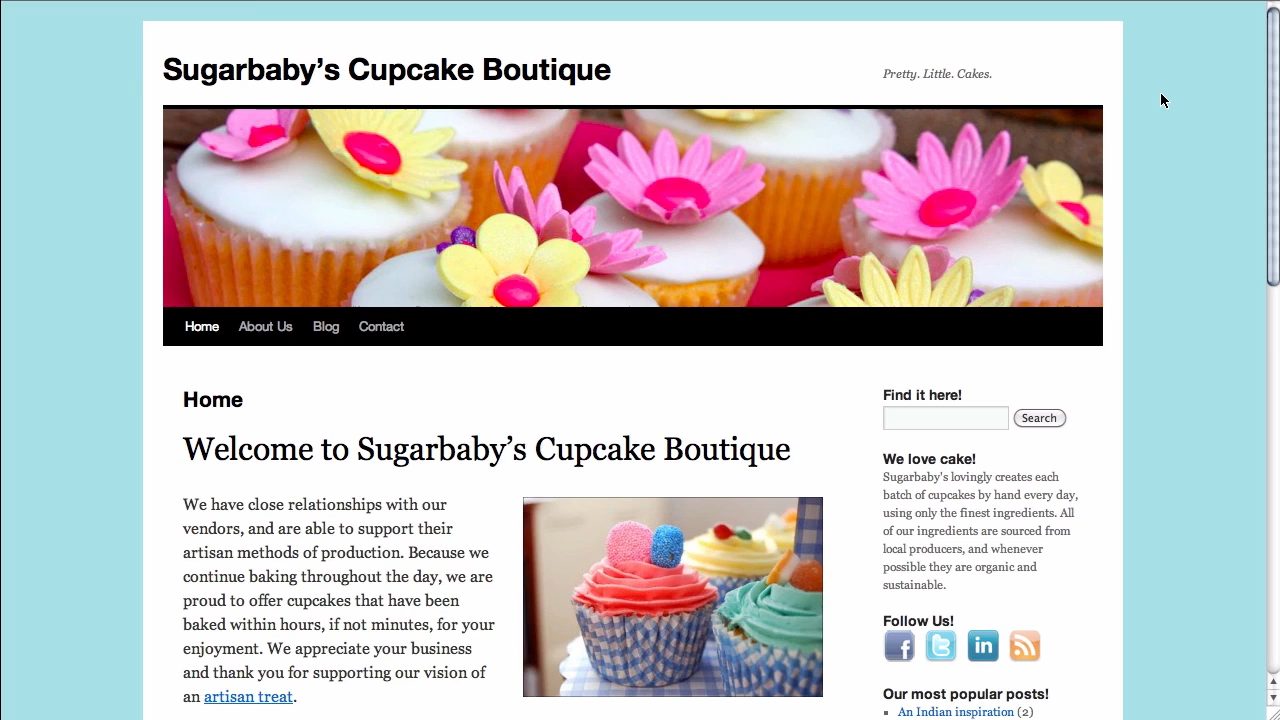 Sugarbaby’s Cupcake Boutique
Pretty. Little. Cakes.
Home About Us Blog Contact
Home
Welcome to Sugarbaby’s Cupcake Boutique
We have close relationships with our
vendors, and are able to support their
artisan methods of production. Because we
continue baking throughout the day, we are
proud to offer cupcakes that have been
baked within hours, if not minutes, for your
enjoyment. We appreciate your business
and thank you for supporting our vision of
an artisan treat.
Find it here!
Search
We love cake!
Sugarbaby's lovingly creates each
batch of cupcakes by hand every day,
using only the finest ingredients. All
of our ingredients are sourced from
local producers, and whenever
possible they are organic and
sustainable.
Follow Us!
f t in
Our most popular posts!
An Indian inspiration (2)